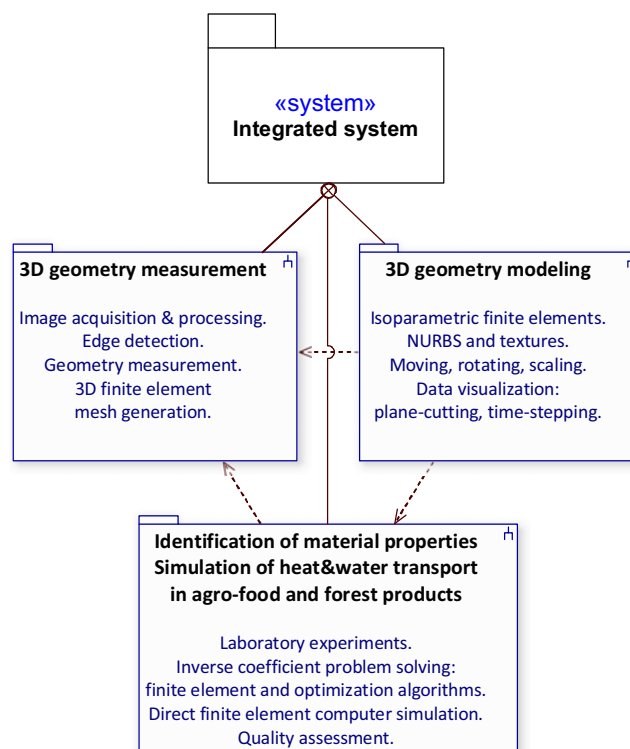 «system»
Integrated system
3D geometry measurement
Image acquisition & processing.
Edge detection.
Geometry measurement.
3D finite element
mesh generation.
3D geometry modeling
Isoparametric finite elements.
NURBS and textures.
Moving, rotating, scaling.
Data visualization:
plane-cutting, time-stepping.
Identification of material properties
Simulation of heat&water transport
in agro-food and forest products
Laboratory experiments.
Inverse coefficient problem solving:
finite element and optimization algorithms.
Direct finite element computer simulation.
Quality assessment.